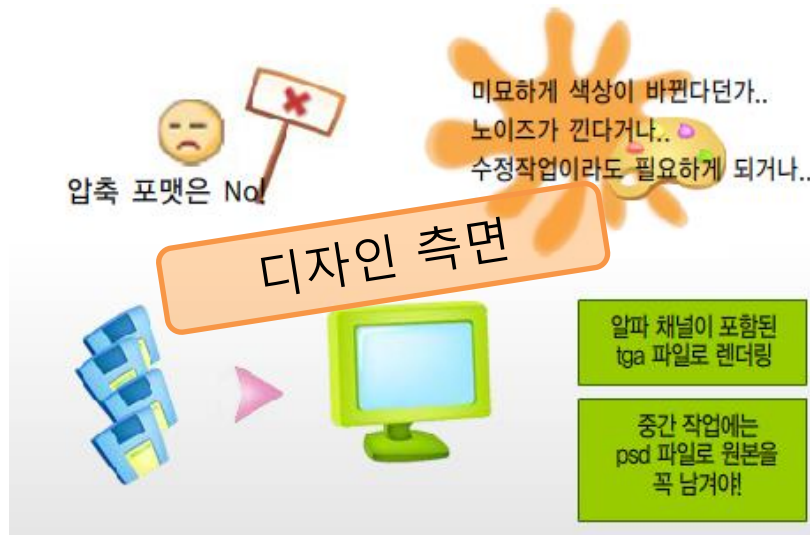 미묘하게 색상이 바뀐다던가..
노이즈가 낀다거나..
수정작업이라도 필요하게 되거나..
압축 포맷은 No!
디자인 측면
알파 채널이 포함된
tga 파일로 렌더링
중간 작업에는
psd 파일로 원본을
꼭 남겨야!